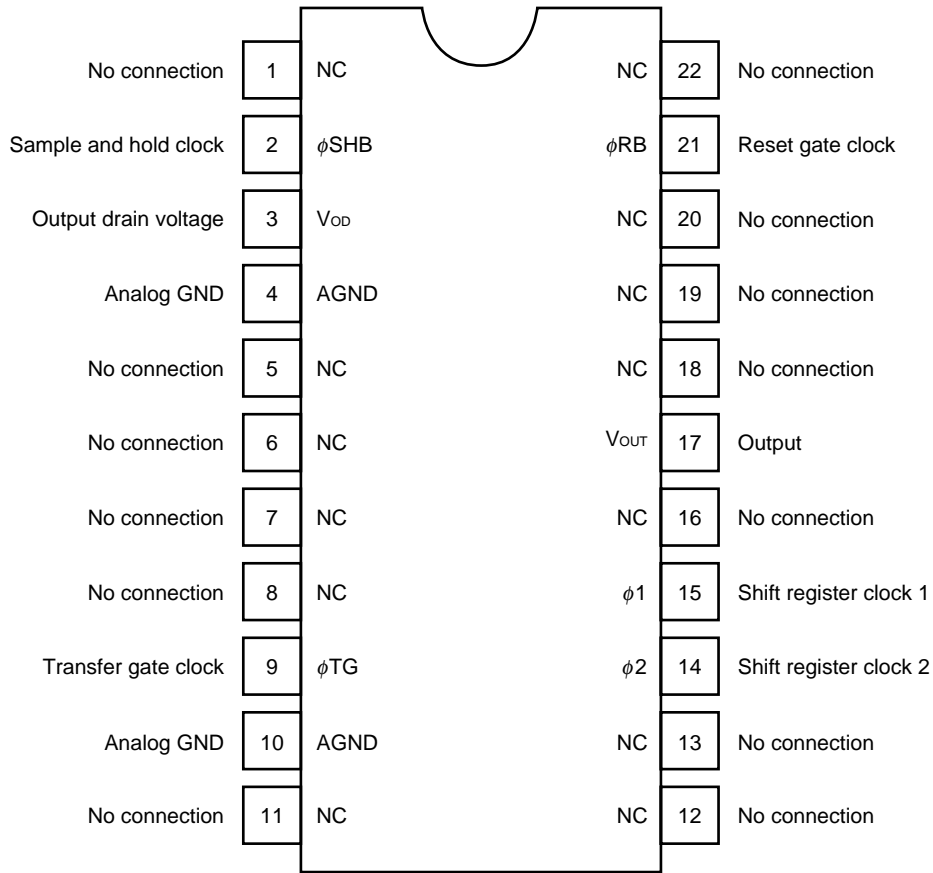 No connection 1 NC NC 22 No connection
Sample and hold clock 2 ϕSHB ϕRB 21 Reset gate clock
Output drain voltage 3 VOD NC 20 No connection
Analog GND 4 AGND NC 19 No connection
No connection 5 NC NC 18 No connection
No connection 6 NC VOUT 17 Output
No connection 7 NC NC 16 No connection
No connection 8 NC ϕ1 15 Shift register clock 1
Transfer gate clock 9 ϕTG ϕ2 14 Shift register clock 2
Analog GND 10 AGND NC 13 No connection
No connection 11 NC NC 12 No connection